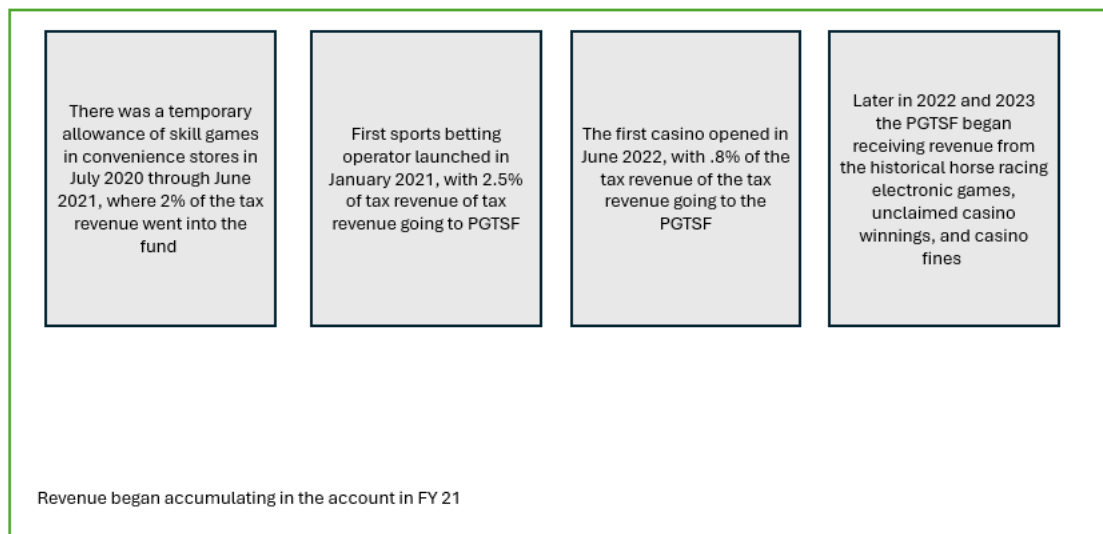 There was a temporary
allowance of skill games
in convenience stores in
July 2020 through June
2021, where 2% of the tax
revenue went into the
fund
First sports betting
operator launched in
January 2021, with 2.5%
of tax revenue of tax
revenue going to PGTSF
The first casino opened in
June 2022, with .8% of the
tax revenue of the tax
revenue going to the
PGTSF
Later in 2022 and 2023
the PGTSF began
receiving revenue from
the historical horse racing
electronic games,
unclaimed casino
winnings, and casino
fines
Revenue began accumulating in the account in FY 21